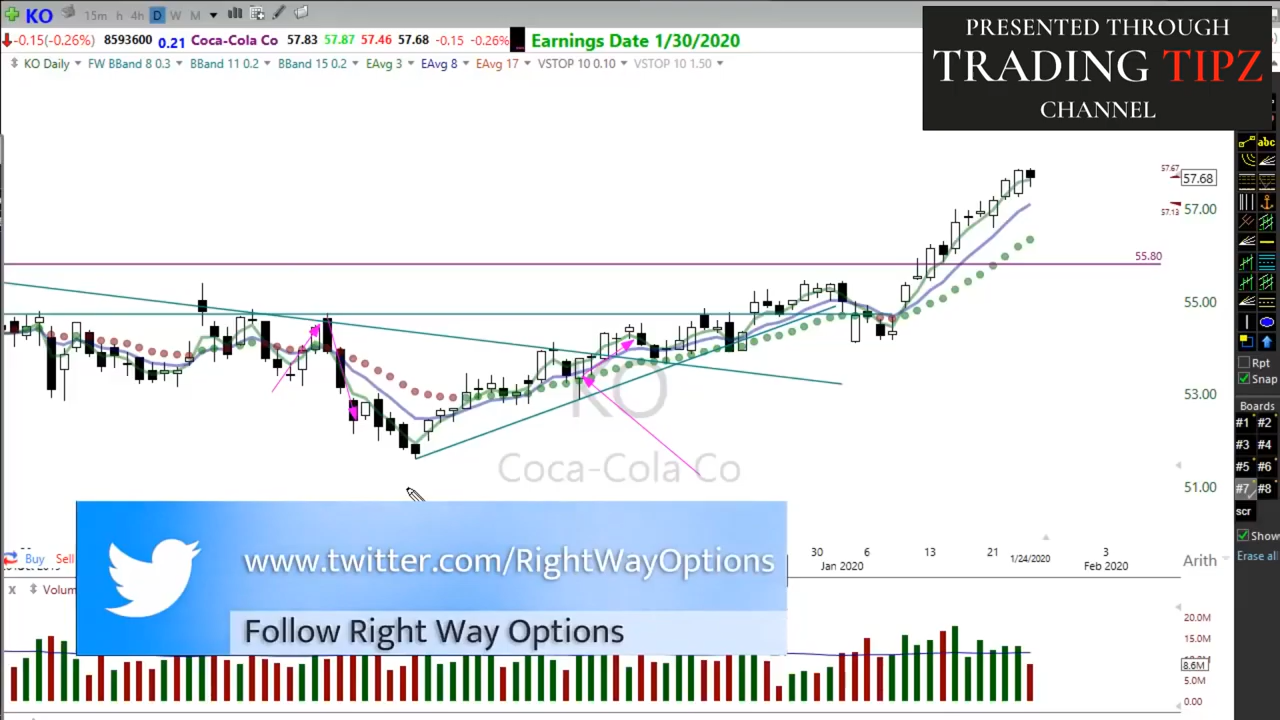 KO 15m h 4h D W M
-0.15(-0.26%) 8593600 0.21 Coca-Cola Co 57.83 57.87 57.46 57.68 -0.15 -0.26% Earnings Date 1/30/2020
KO Daily FW BBand 8 0.3 BBand 11 0.2 BBand 15 0.2 EAvg 3 EAvg 8 EAvg 17 VSTOP 10 0.10 VSTOP 10 1.50
PRESENTED THROUGH
TRADING TIPZ
CHANNEL
abc
57.67
57.68
57.00
57.13
55.80
55.00
53.00
51.00
KO
Coca-Cola Co
Rpt
Snap
Boards
#1 #2
#3 #4
#5 #6
#7 #8
scr
Show
Erase all
www.twitter.com/RightWayOptions
Follow Right Way Options
Buy Sell
30 6 13 21 1/24/2020 3
Jan 2020 Feb 2020
Arith
X Volum
20.0M
15.0M
8.6M
5.0M
0.00